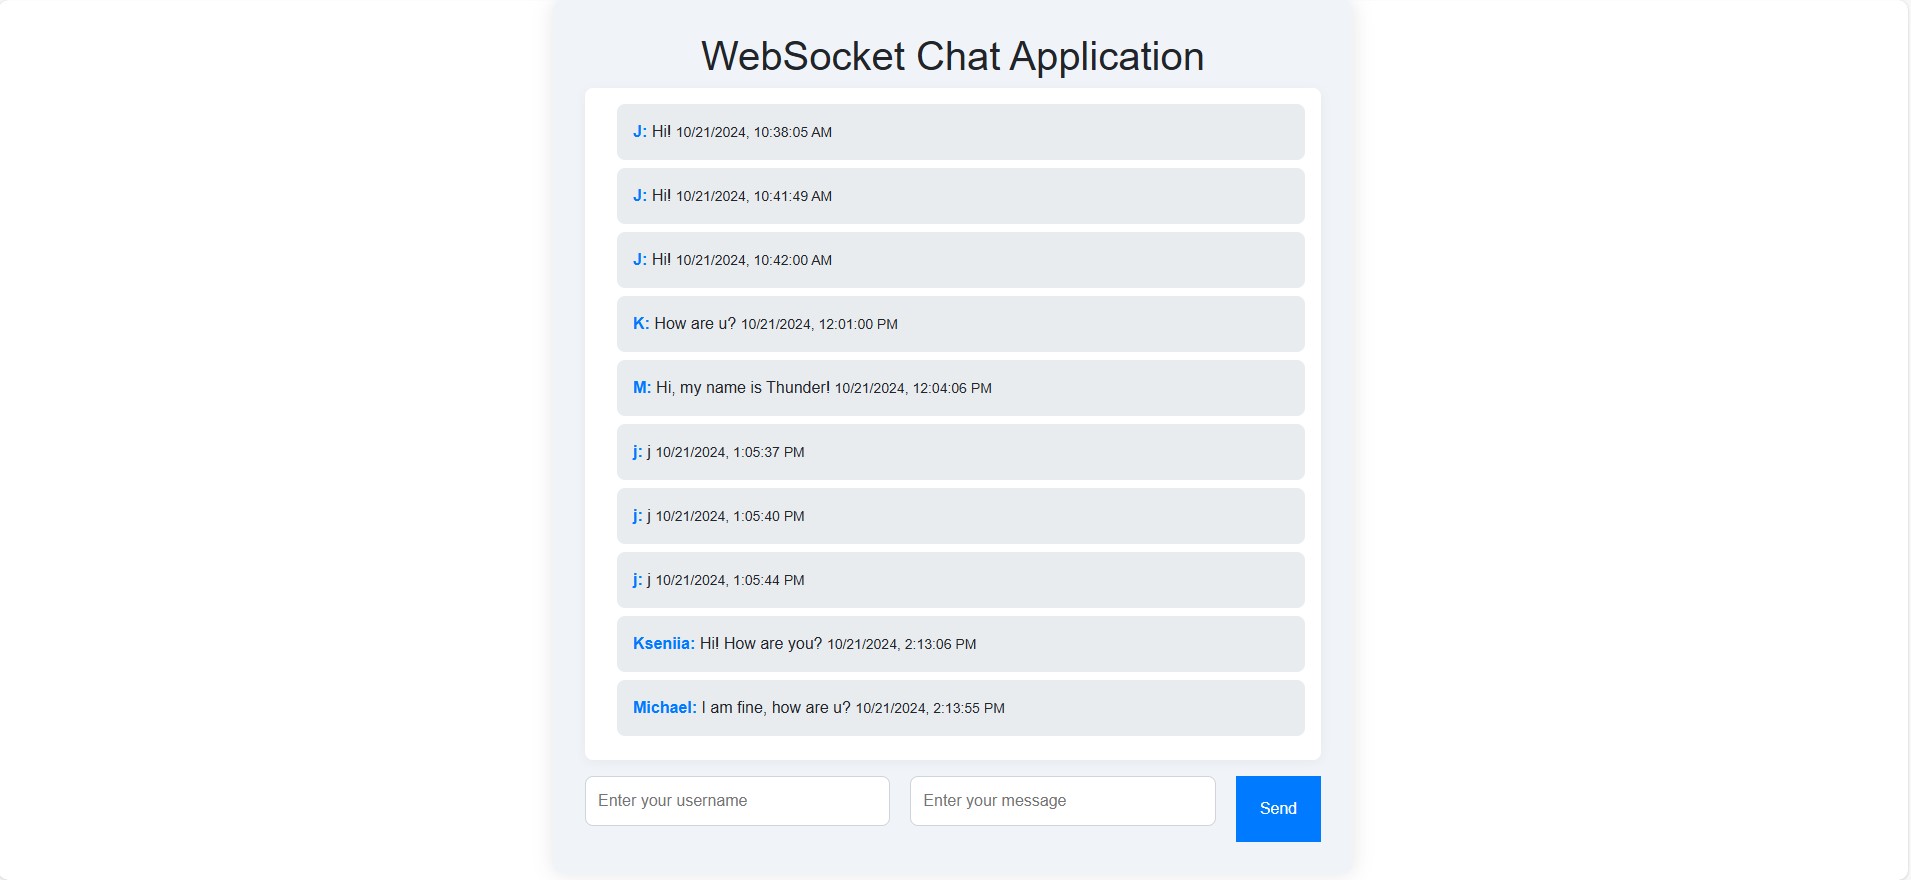 WebSocket Chat Application
J: Hi! 10/21/2024, 10:38:05 AM
J: Hi! 10/21/2024, 10:41:49 AM
J: Hi! 10/21/2024, 10:42:00 AM
K: How are u? 10/21/2024, 12:01:00 PM
M: Hi, my name is Thunder! 10/21/2024, 12:04:06 PM
j: j 10/21/2024, 1:05:37 PM
j: j 10/21/2024, 1:05:40 PM
j: j 10/21/2024, 1:05:44 PM
Kseniia: Hi! How are you? 10/21/2024, 2:13:06 PM
Michael: I am fine, how are u? 10/21/2024, 2:13:55 PM
Enter your username Enter your message Send